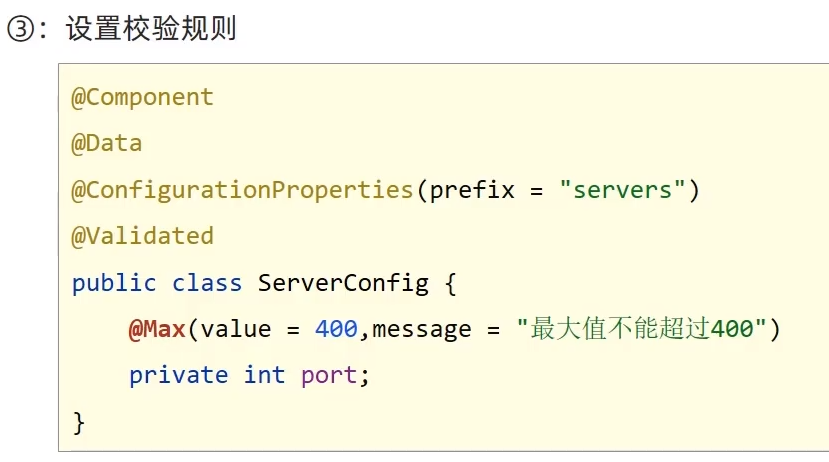 ③：设置校验规则
@Component
@Data
@ConfigurationProperties(prefix = "servers")
@Validated
public class ServerConfig {
    @Max(value = 400,message = "最大值不能超过400")
    private int port;
}